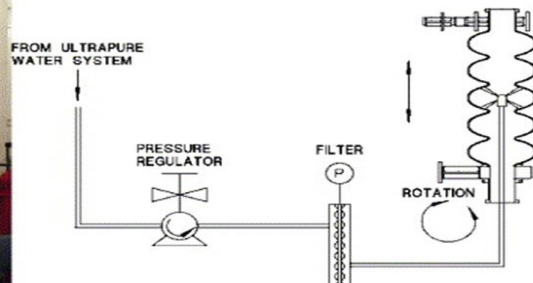 FROM ULTRAPURE
WATER SYSTEM
PRESSURE
REGULATOR
FILTER
P
ROTATION